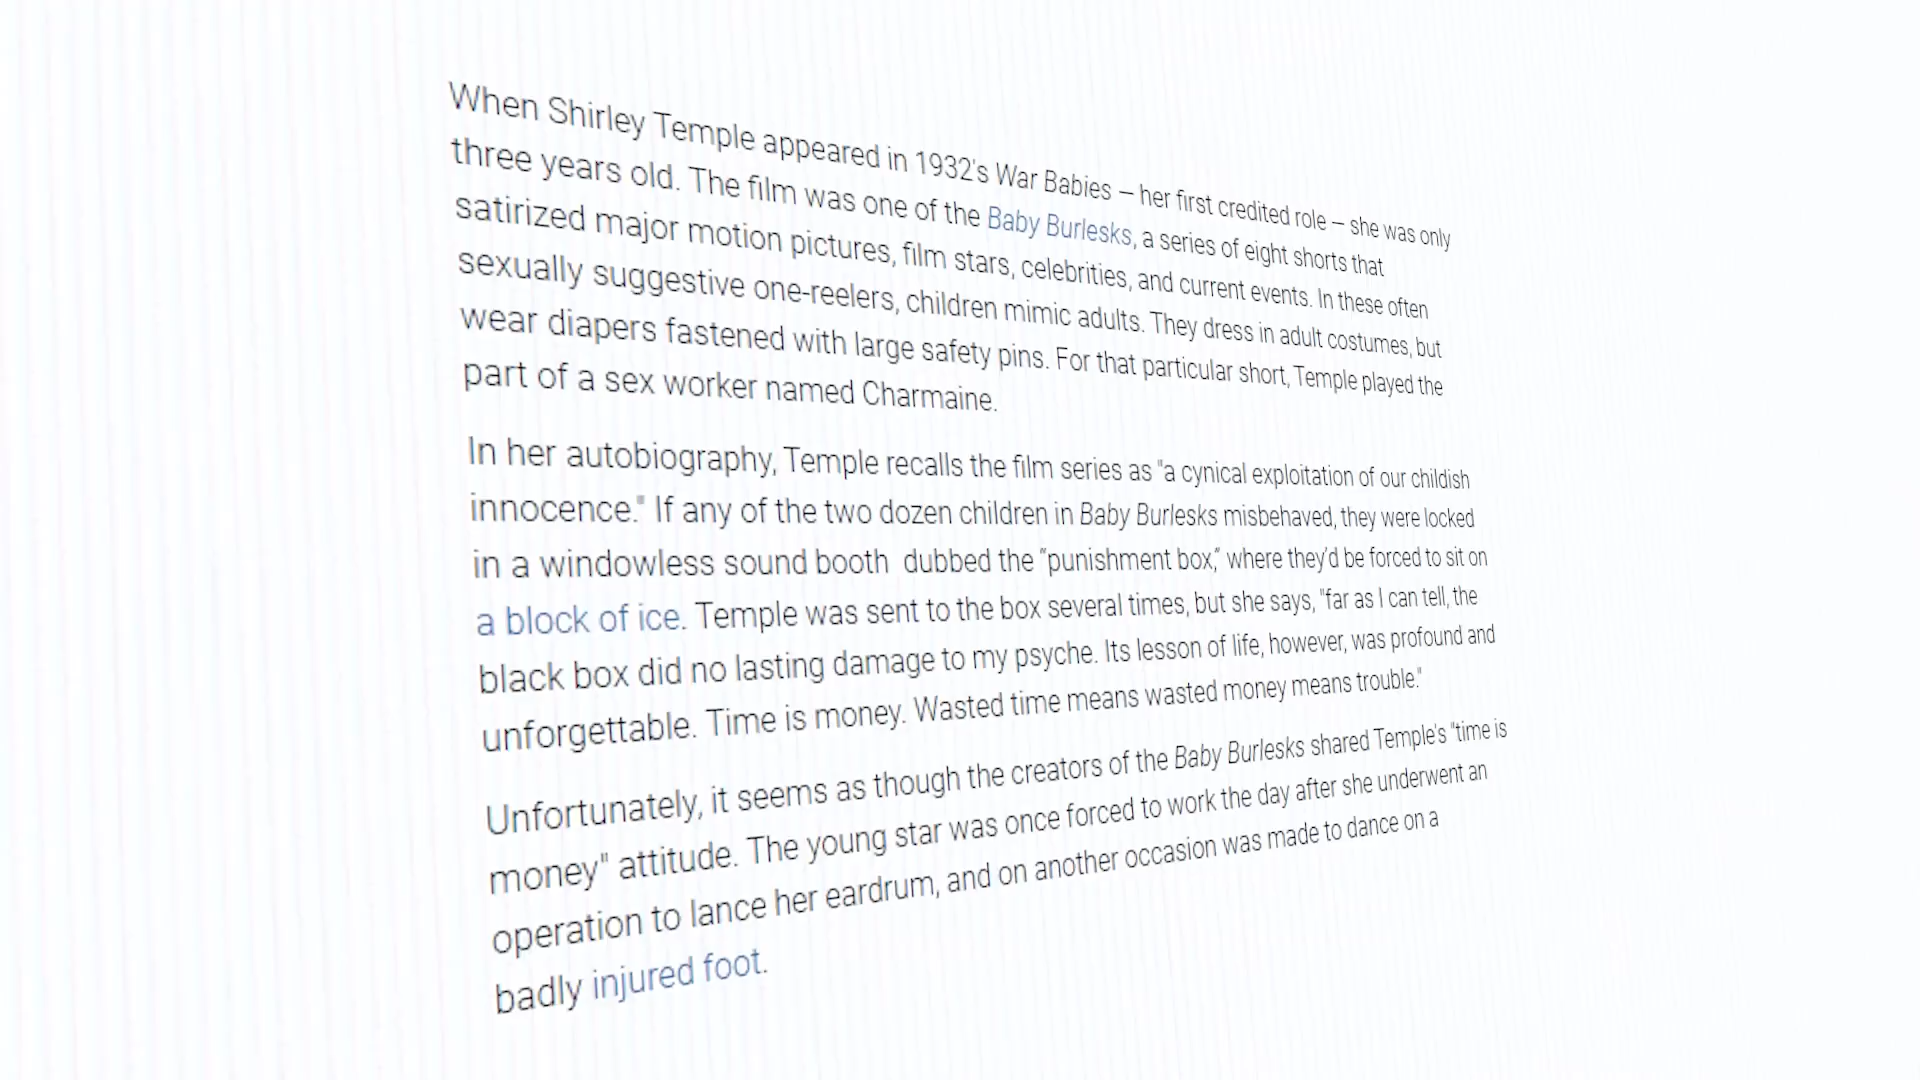 When Shirley Temple appeared in 1932's War Babies – her first credited role – she was only
three years old. The film was one of the Baby Burlesks, a series of eight shorts that
satirized major motion pictures, film stars, celebrities, and current events. In these often
sexually suggestive one-reelers, children mimic adults. They dress in adult costumes, but
wear diapers fastened with large safety pins. For that particular short, Temple played the
part of a sex worker named Charmaine.
In her autobiography, Temple recalls the film series as "a cynical exploitation of our childish
innocence." If any of the two dozen children in Baby Burlesks misbehaved, they were locked
in a windowless sound booth  dubbed the “punishment box,” where they'd be forced to sit on
a block of ice. Temple was sent to the box several times, but she says, "far as I can tell, the
black box did no lasting damage to my psyche. Its lesson of life, however, was profound and
unforgettable. Time is money. Wasted time means wasted money means trouble."
Unfortunately, it seems as though the creators of the Baby Burlesks shared Temple's "time is
money" attitude. The young star was once forced to work the day after she underwent an
operation to lance her eardrum, and on another occasion was made to dance on a
badly injured foot.